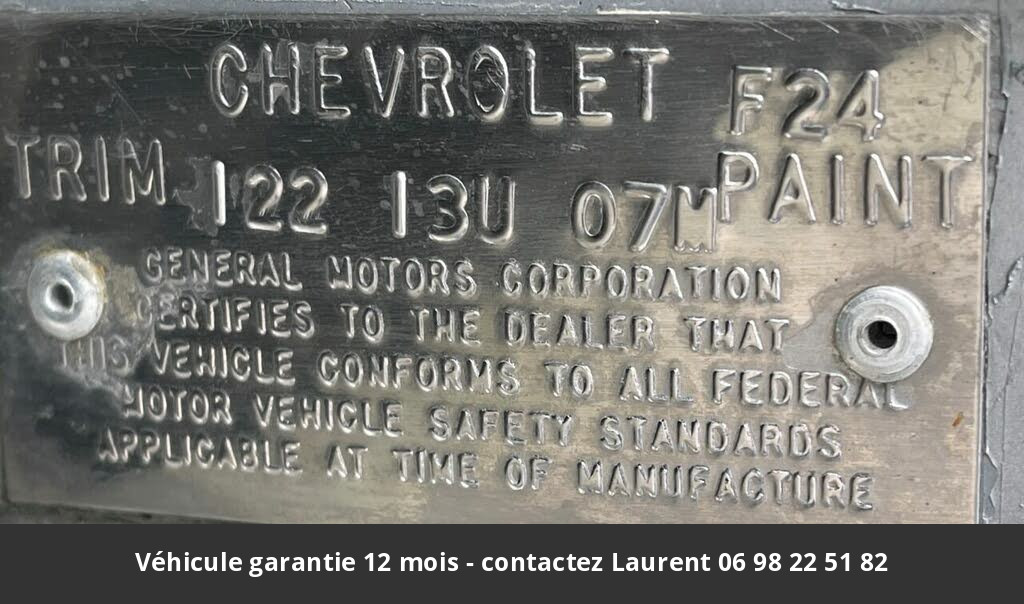 CHEVROLET F24
TRIM 122 13U 07M PAINT
GENERAL MOTORS CORPORATION
CERTIFIES TO THE DEALER THAT
THIS VEHICLE CONFORMS TO ALL FEDERAL
MOTOR VEHICLE SAFETY STANDARDS
APPLICABLE AT TIME OF MANUFACTURE
Véhicule garantie 12 mois - contactez Laurent 06 98 22 51 82